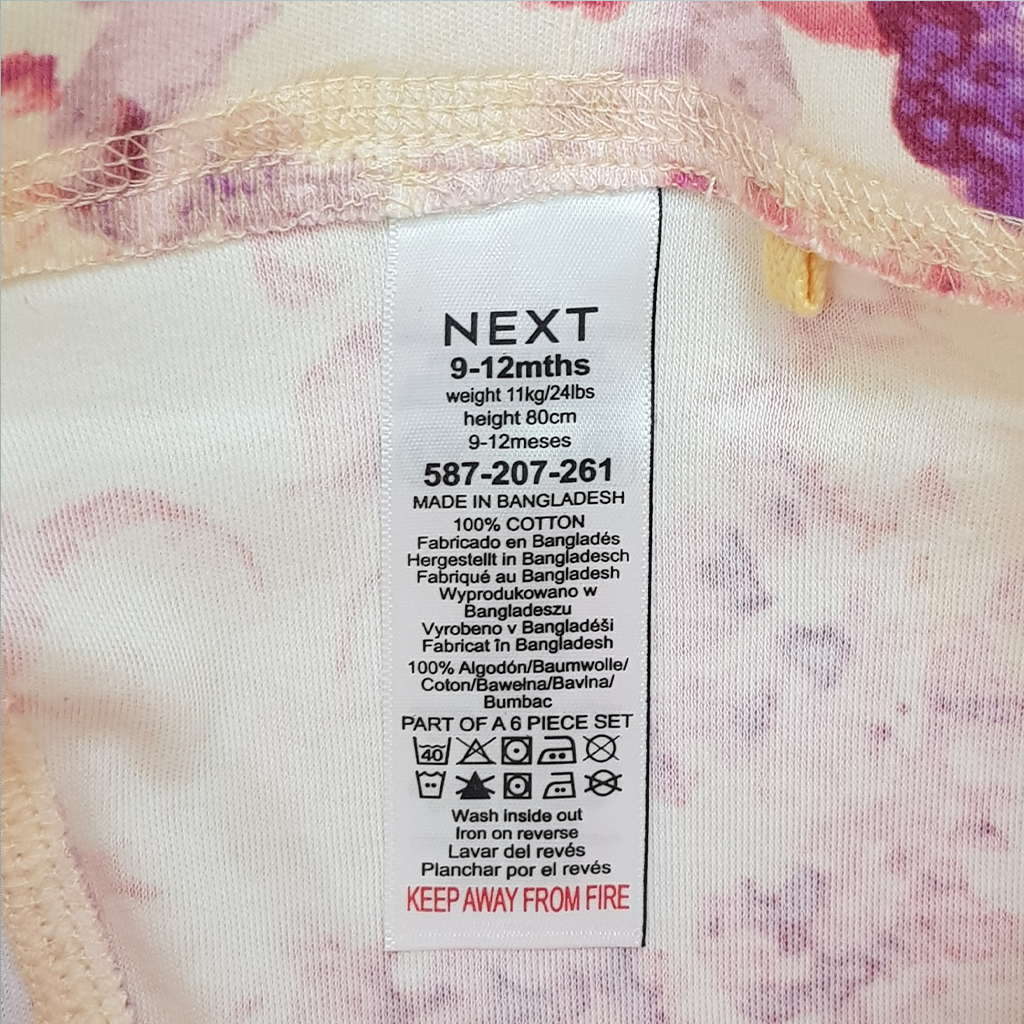 NEXT
9-12mths
weight 11kg/24lbs
height 80cm
9-12meses
587-207-261
MADE IN BANGLADESH
100% COTTON
Fabricado en Bangladés
Hergestellt in Bangladesch
Fabriqué au Bangladesh
Wyprodukowano w
Bangladeszu
Vyrobeno v Bangladéši
Fabricat în Bangladesh
100% Algodón/Baumwolle/
Coton/Bawełna/Bavlna/
Bumbac
PART OF A 6 PIECE SET
40
Wash inside out
Iron on reverse
Lavar del revés
Planchar por el revés
KEEP AWAY FROM FIRE